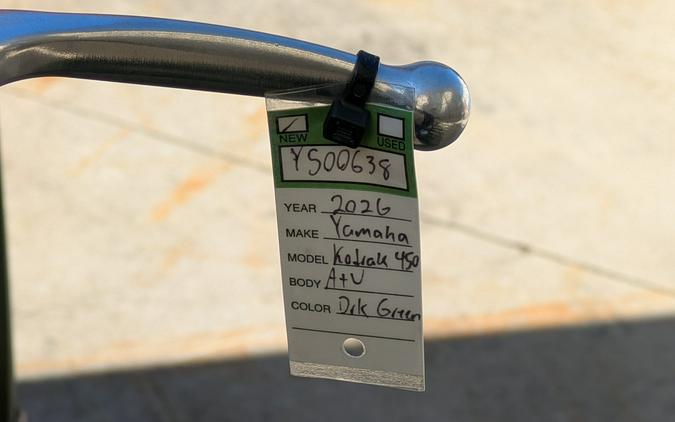 NEW USED
YS00638
YEAR 2026
MAKE Yamaha
MODEL Kodiak 450
BODY AtV
COLOR Drk Green